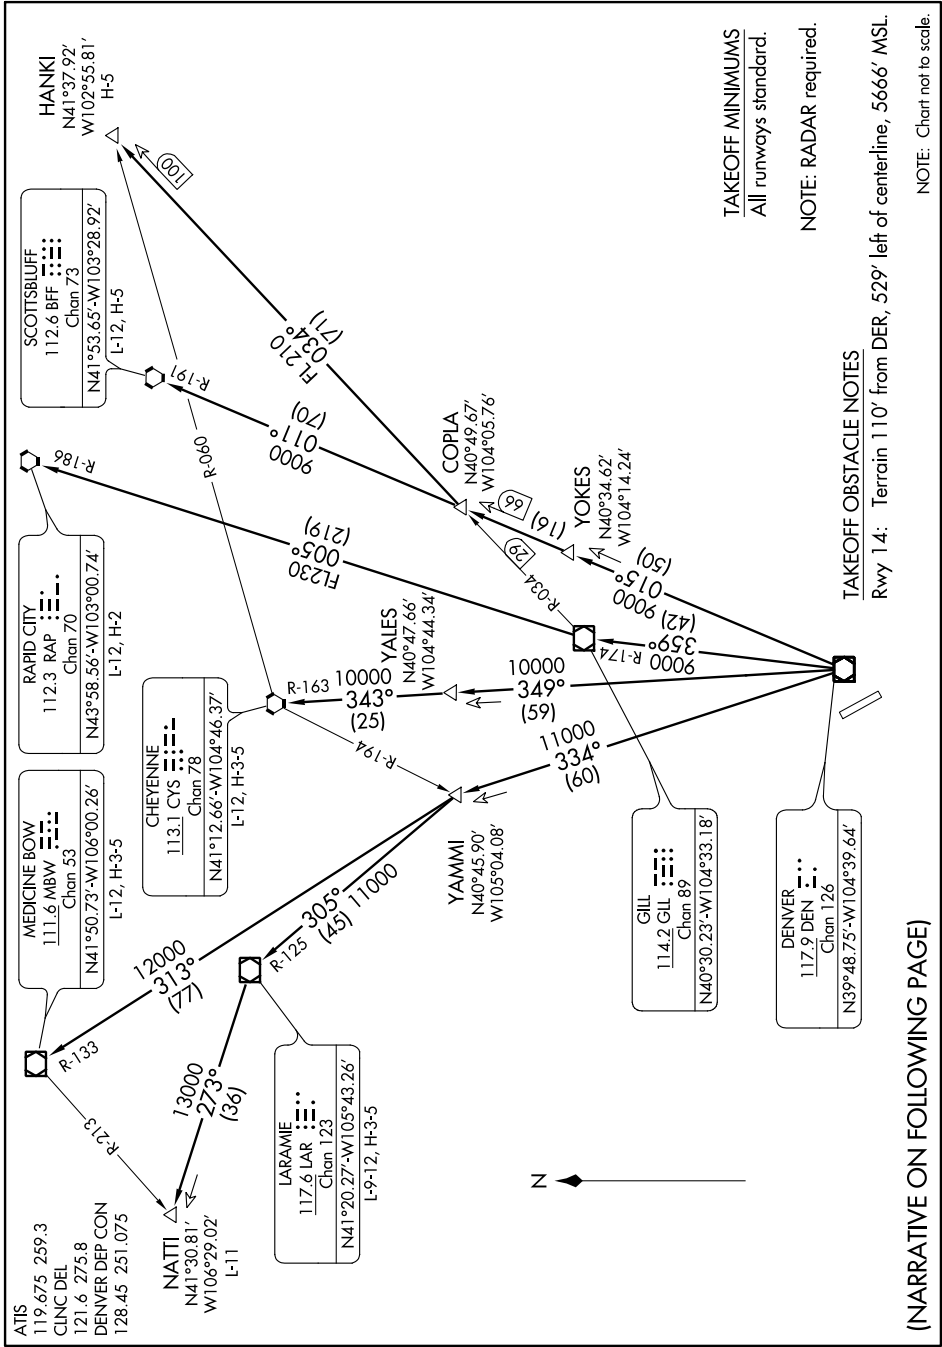 ATIS
119.675 259.3
CLNC DEL
121.6 275.8
DENVER DEP CON
128.45 251.075
NATTI
N41°30.81'
W106°29.02'
L-11
R-213
13000
273°
(36)
MEDICINE BOW
111.6 MBW
Chan 53
N41°50.73'-W106°00.26'
L-12, H-3-5
R-133
12000
313°
(77)
LARAMIE
117.6 LAR
Chan 123
N41°20.27'-W105°43.26'
L-9-12, H-3-5
R-125
305°
(45) 11000
YAMMI
N40°45.90'
W105°04.08'
R-194
11000
334°
(60)
CHEYENNE
113.1 CYS
Chan 78
N41°12.66'-W104°46.37'
L-12, H-3-5
R-163
10000
343°
(25)
YALES
N40°47.66'
W104°44.34'
10000
349°
(59)
RAPID CITY
112.3 RAP
Chan 70
N43°58.56'-W103°00.74'
L-12, H-2
R-186
FL230
005°
(219)
R-060
SCOTTSBLUFF
112.6 BFF
Chan 73
N41°53.65'-W103°28.92'
L-12, H-5
R-191
9000
011°
(70)
HANKI
N41°37.92'
W102°55.81'
H-5
100
FL210
034°
(71)
COPLA
N40°49.67'
W104°05.76'
66
(16)
29
R-034
YOKES
N40°34.62'
W104°14.24'
9000
015°
(50)
R-174
9000
359°
(42)
GILL
114.2 GLL
Chan 89
N40°30.23'-W104°33.18'
DENVER
117.9 DEN
Chan 126
N39°48.75'-W104°39.64'
N
TAKEOFF MINIMUMS
All runways standard.
NOTE: RADAR required.
TAKEOFF OBSTACLE NOTES
Rwy 14: Terrain 110' from DER, 529' left of centerline, 5666' MSL.
NOTE: Chart not to scale.
(NARRATIVE ON FOLLOWING PAGE)